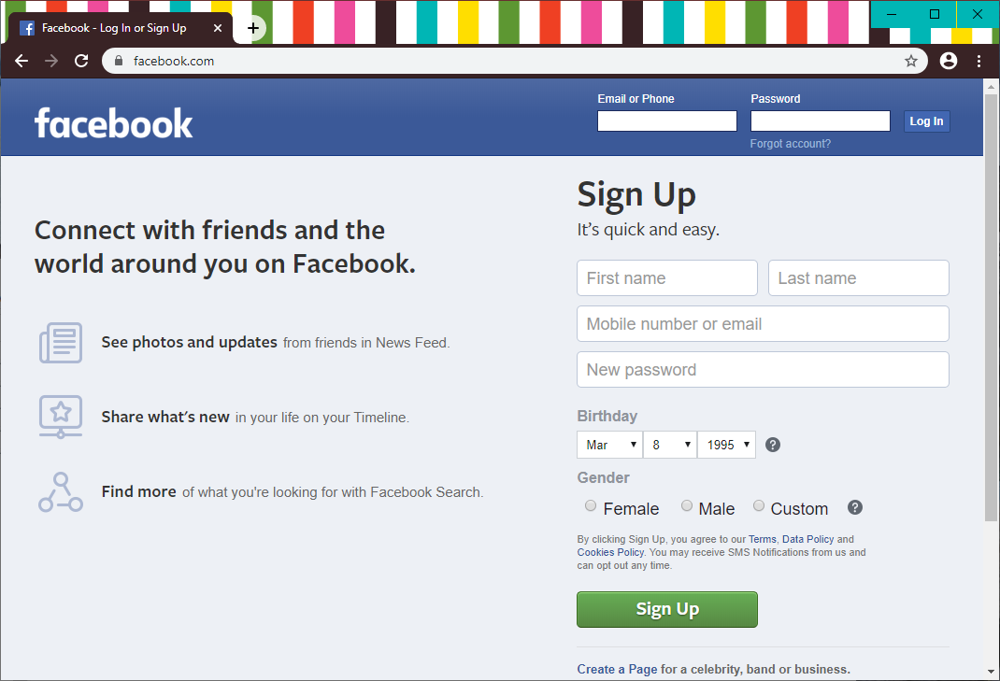 Facebook - Log In or Sign Up
facebook.com
Email or Phone
Password
facebook
Log In
Forgot account?
Sign Up
It's quick and easy.
Connect with friends and the
world around you on Facebook.
First name
Last name
Mobile number or email
See photos and updates from friends in News Feed.
New password
Share what's new in your life on your Timeline.
Birthday
Mar
8
1995
Gender
Find more of what you're looking for with Facebook Search.
Female
Male
Custom
By clicking Sign Up, you agree to our Terms, Data Policy and
Cookies Policy. You may receive SMS Notifications from us and
can opt out any time.
Sign Up
Create a Page for a celebrity, band or business.